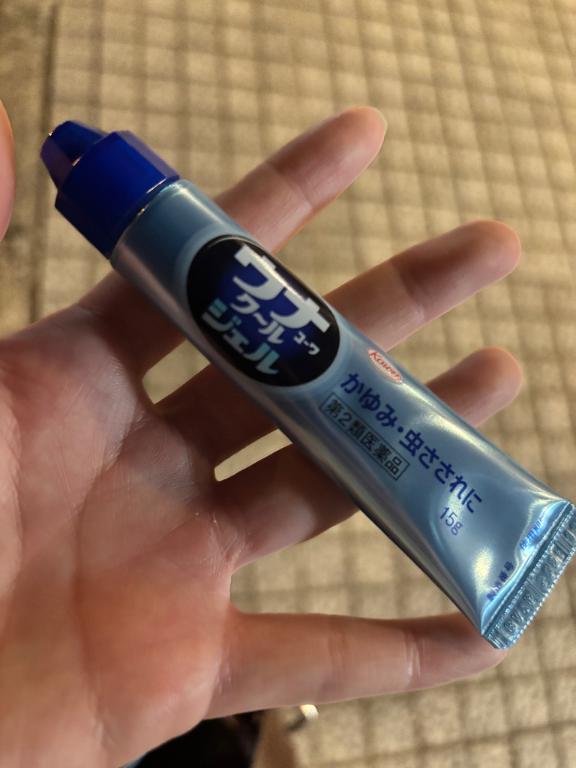 ウナ
コーワ
クール
ジェル
Kowa
かゆみ・虫さされに
第2類医薬品
15g